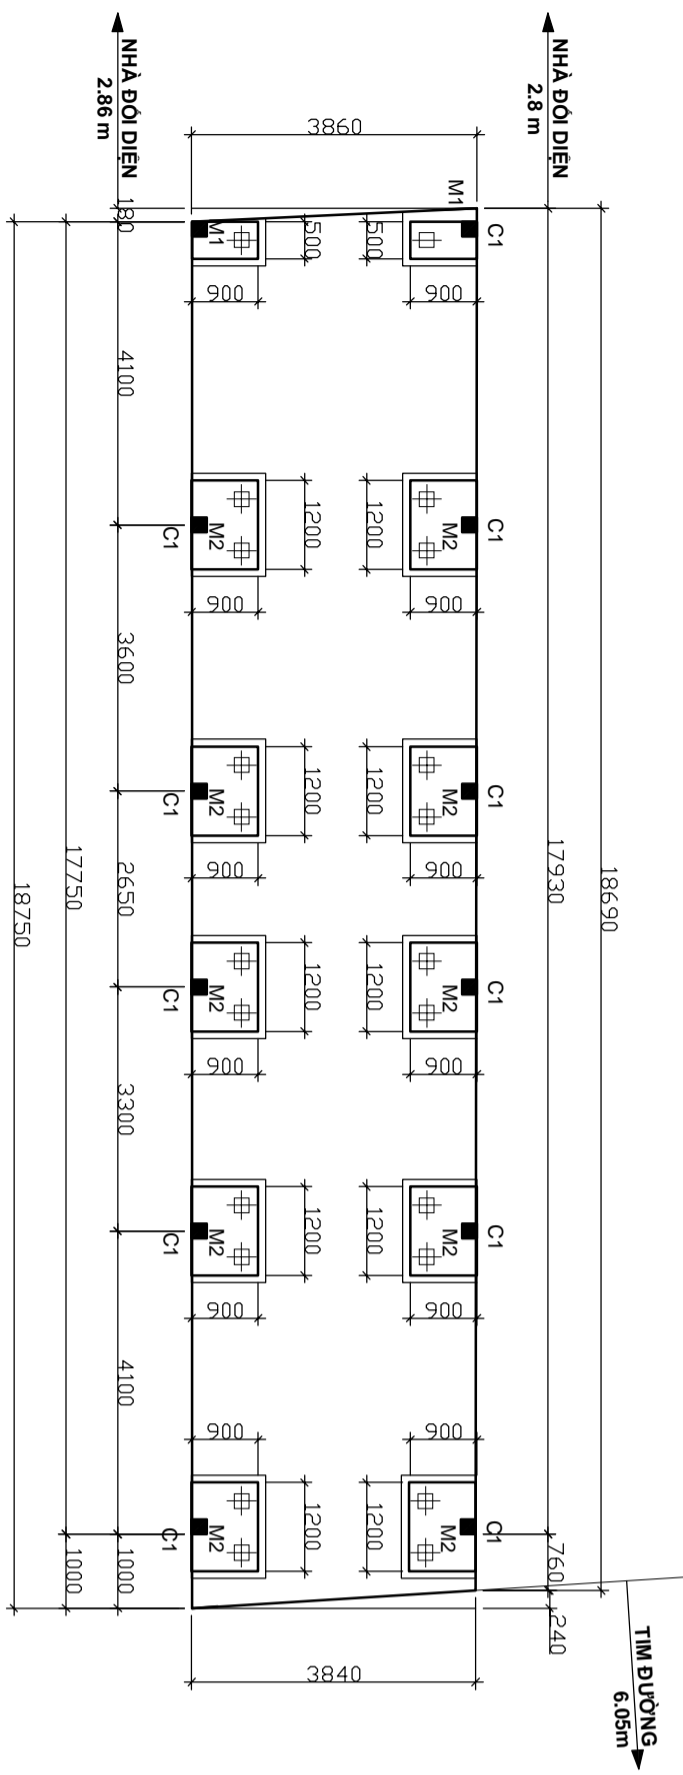 NHÀ ĐỐI DIỆN
2.86 m
NHÀ ĐỐI DIỆN
2.8 m
3860
M1
C1
180
M1
500
500
900
900
4100
C1
M2
1200
1200
M2
C1
900
900
3600
C1
M2
1200
1200
M2
C1
900
900
17750
2650
17930
18690
18750
C1
M2
1200
1200
M2
C1
900
900
3300
C1
M2
1200
1200
M2
C1
900
900
4100
900
900
C1
M2
1200
1200
M2
C1
1000
1000
760
240
3840
TIM ĐƯỜNG
6.05m